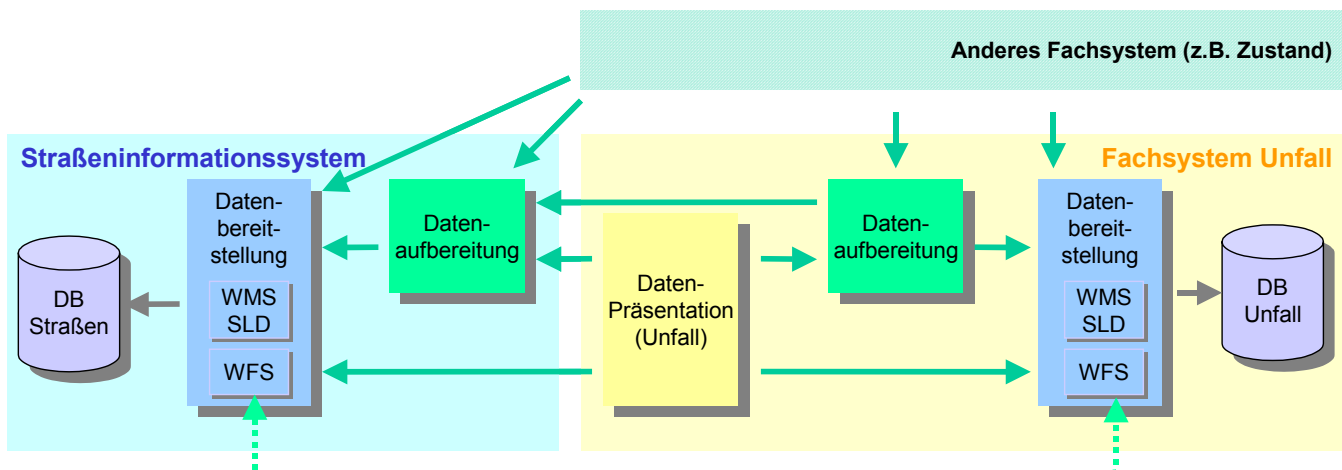 Anderes Fachsystem (z.B. Zustand)
Straßeninformationssystem
Fachsystem Unfall
Daten-
bereit-
stellung
WMS
SLD
WFS
DB
Straßen
Daten-
aufbereitung
Daten-
Präsentation
(Unfall)
Daten-
aufbereitung
Daten-
bereit-
stellung
WMS
SLD
WFS
DB
Unfall